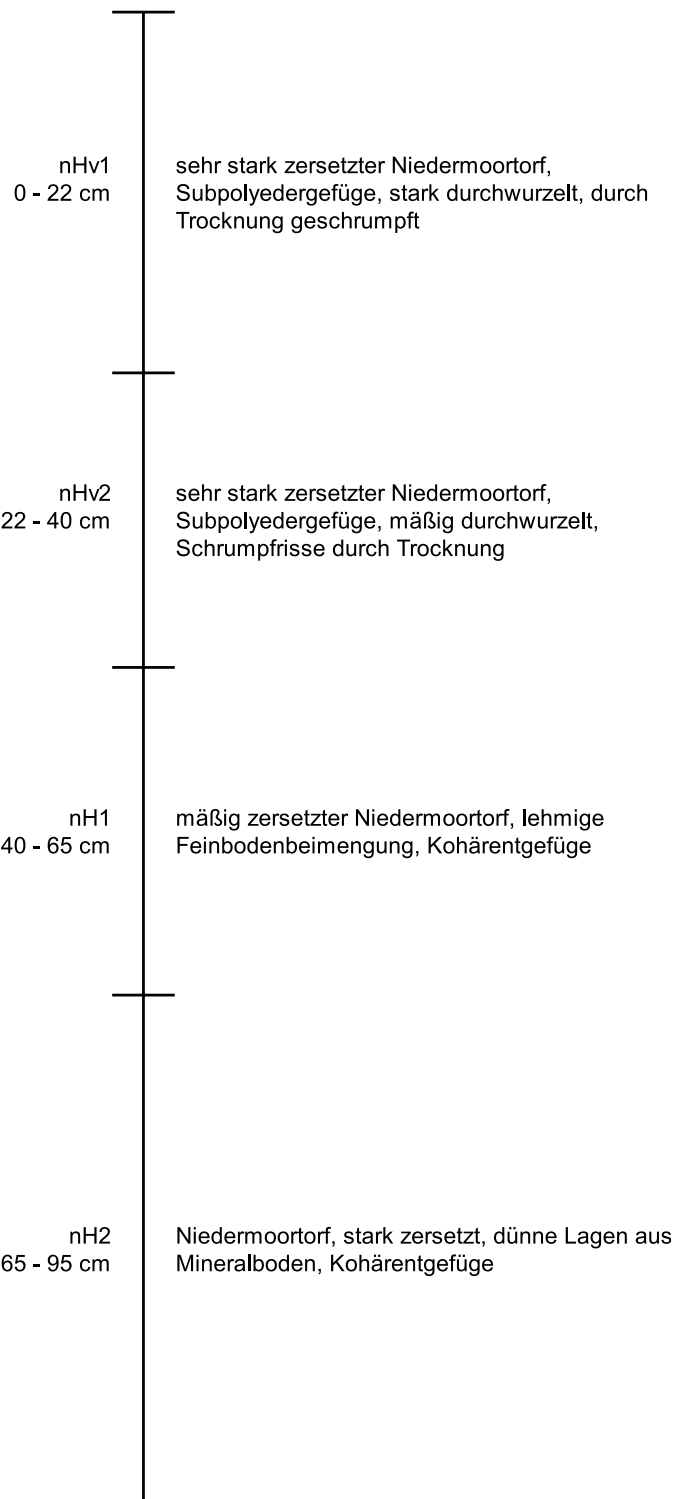 nHv1
0 - 22 cm
sehr stark zersetzter Niedermoortorf,
Subpolyedergefüge, stark durchwurzelt, durch
Trocknung geschrumpft
nHv2
22 - 40 cm
sehr stark zersetzter Niedermoortorf,
Subpolyedergefüge, mäßig durchwurzelt,
Schrumpfrisse durch Trocknung
nH1
40 - 65 cm
mäßig zersetzter Niedermoortorf, lehmige
Feinbodenbeimengung, Kohärentgefüge
nH2
65 - 95 cm
Niedermoortorf, stark zersetzt, dünne Lagen aus
Mineralboden, Kohärentgefüge